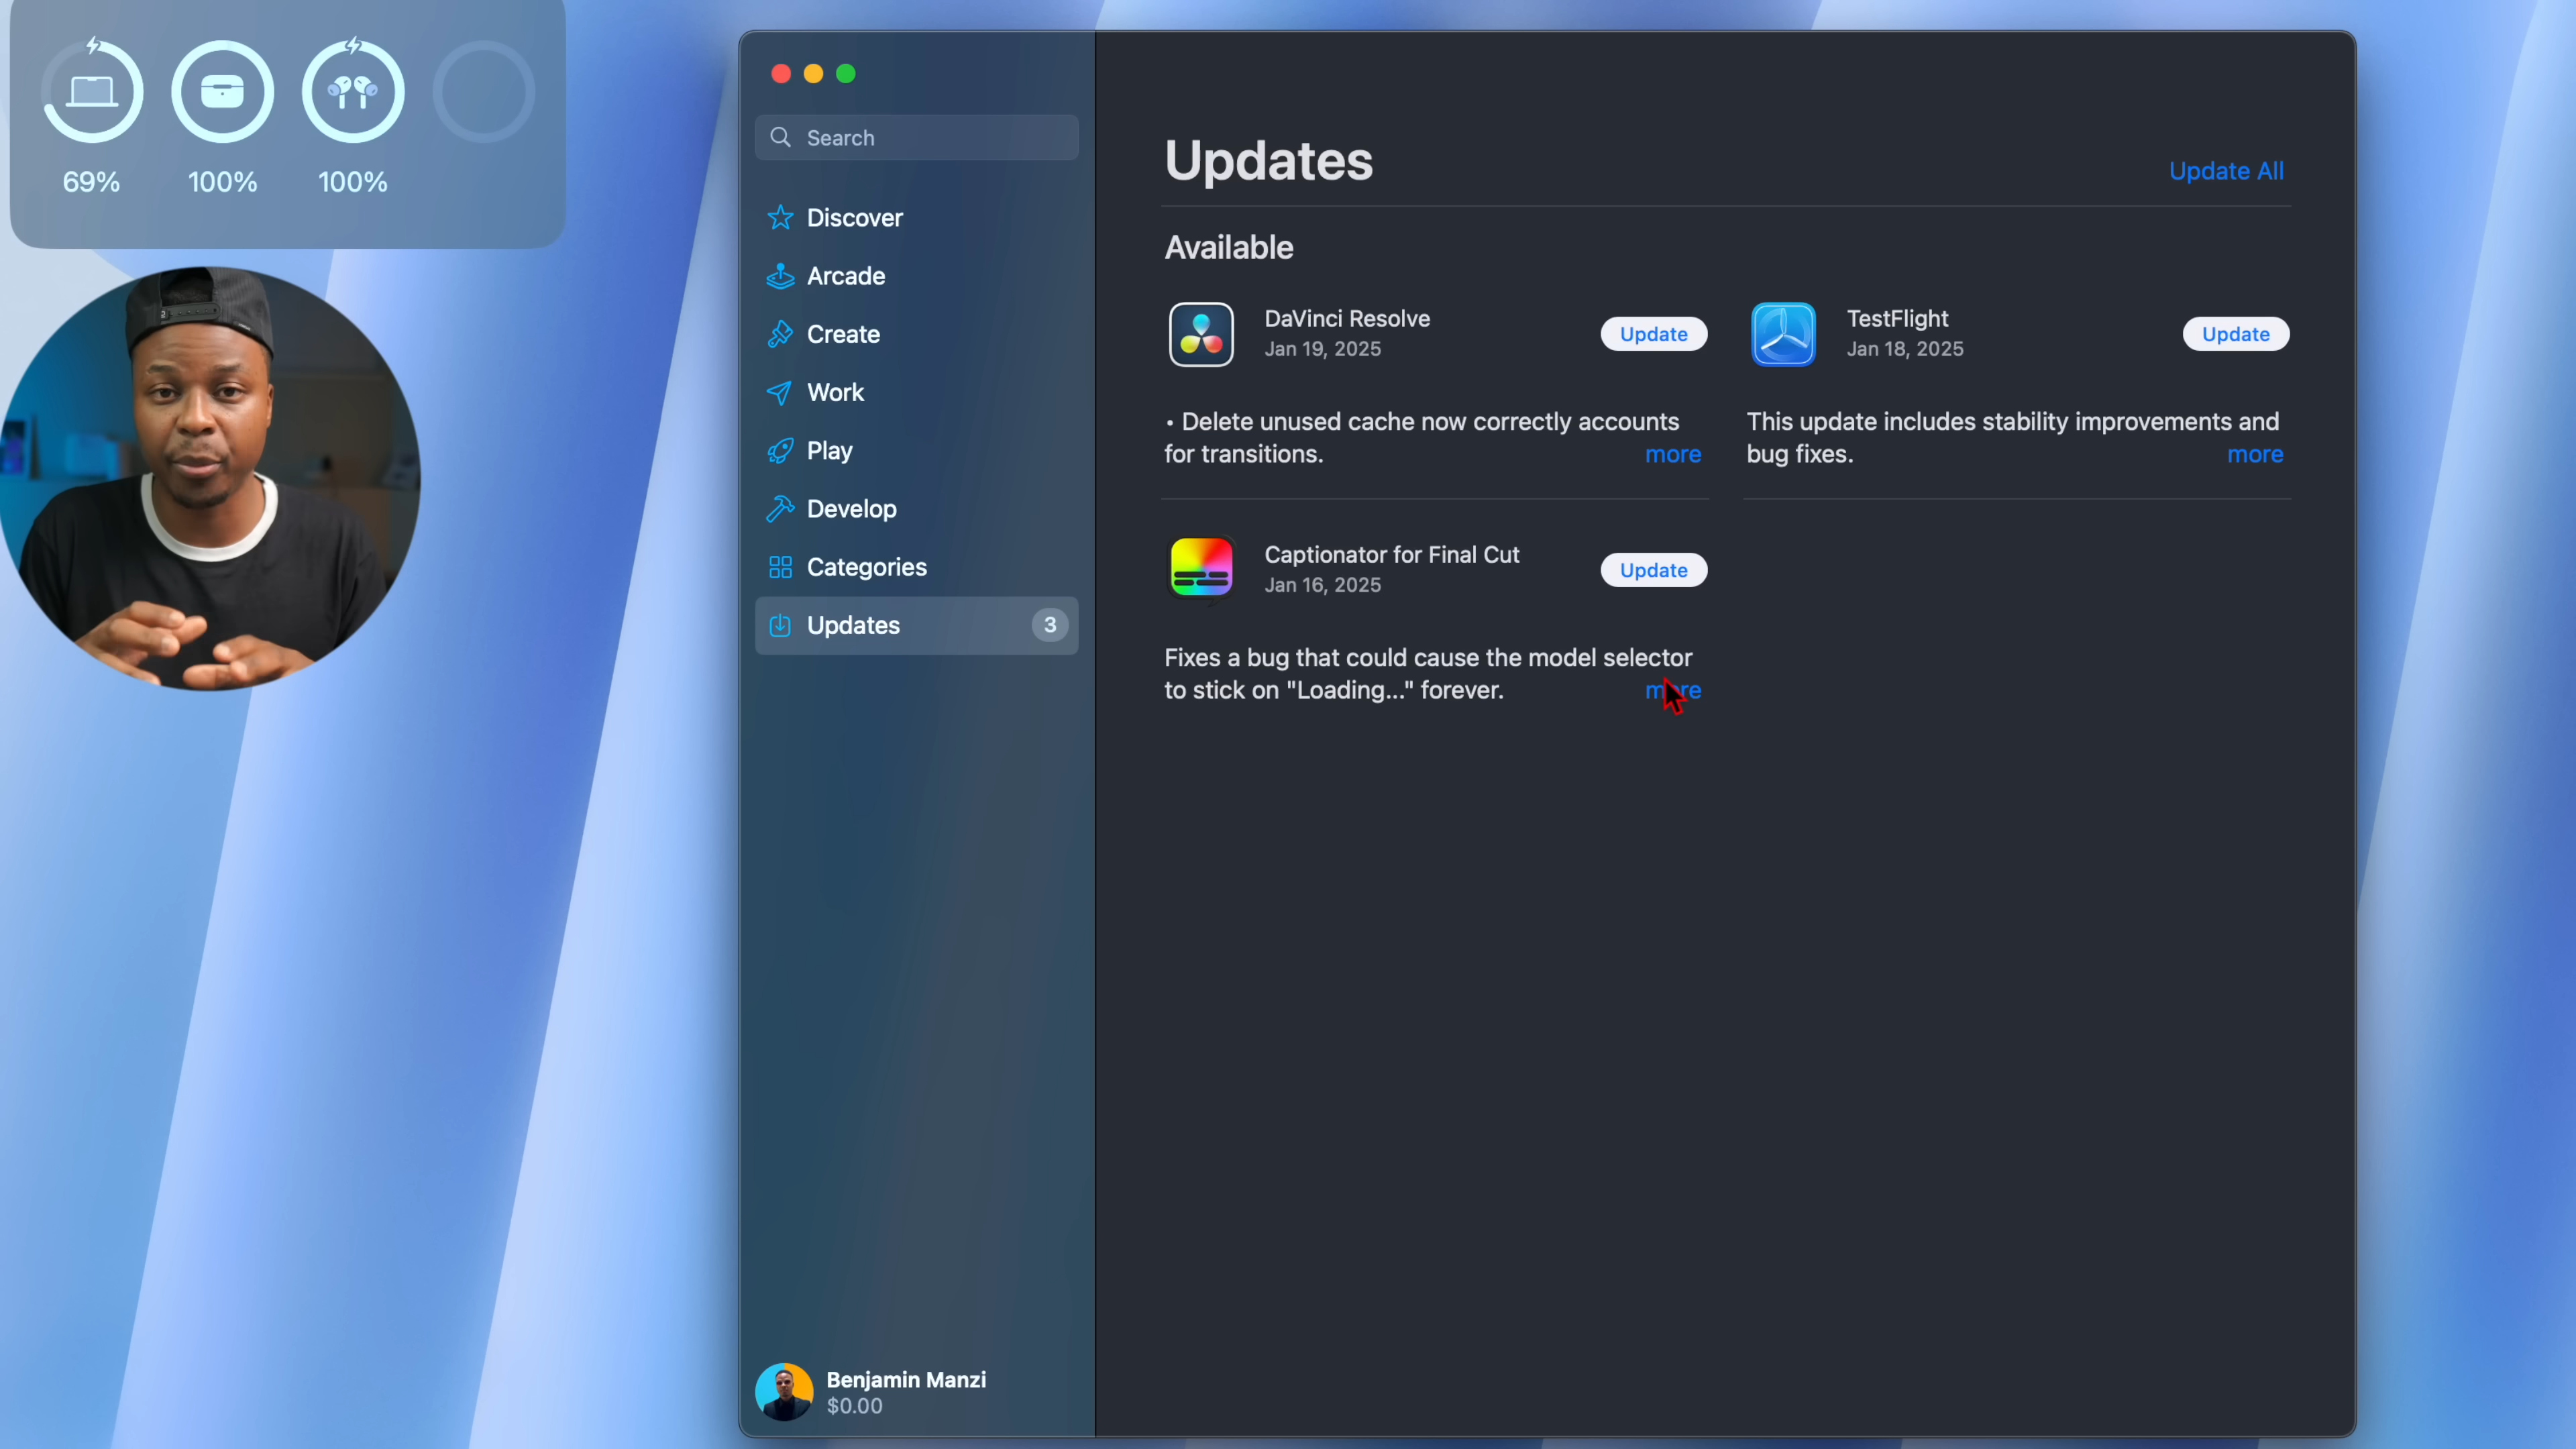 69%
100%
100%
Search
Discover
Arcade
Create
Work
Play
Develop
Categories
Updates
3
Benjamin Manzi
$0.00
Updates
Update All
Available
DaVinci Resolve
Jan 19, 2025
Update
• Delete unused cache now correctly accounts
for transitions.
more
TestFlight
Jan 18, 2025
Update
This update includes stability improvements and
bug fixes.
more
Captionator for Final Cut
Jan 16, 2025
Update
Fixes a bug that could cause the model selector
to stick on "Loading..." forever.
more